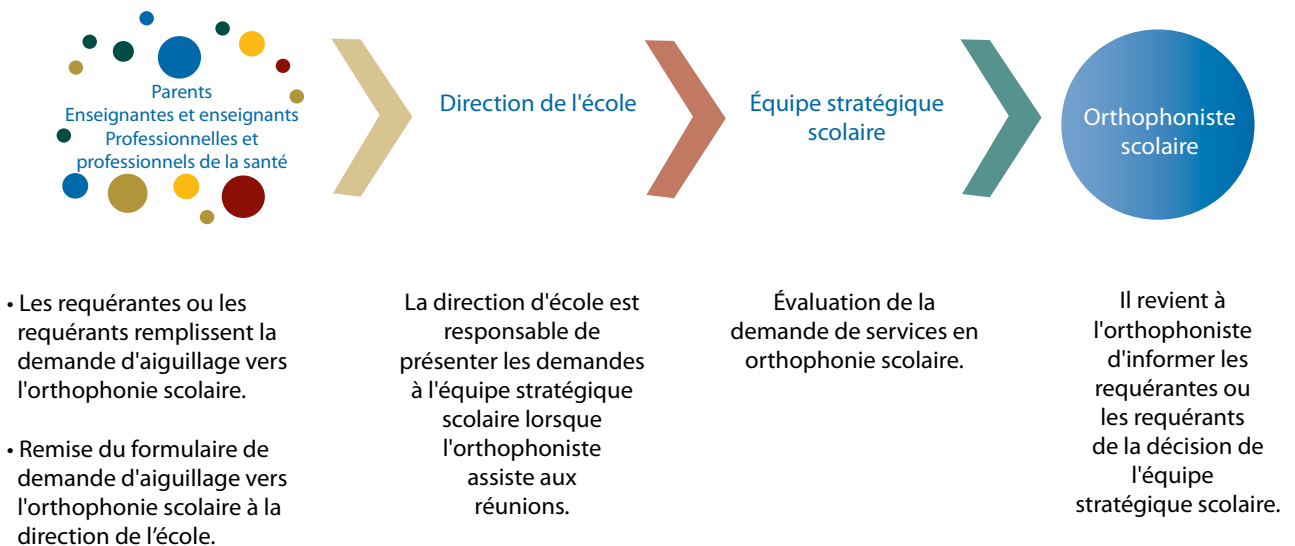 Parents
Enseignantes et enseignants
Professionnelles et
professionnels de la santé
Direction de l'école
Équipe stratégique
scolaire
Orthophoniste
scolaire
• Les requérantes ou les
requérants remplissent la
demande d'aiguillage vers
l'orthophonie scolaire.
• Remise du formulaire de
demande d'aiguillage vers
l'orthophonie scolaire à la
direction de l’école.
La direction d'école est
responsable de
présenter les demandes
à l'équipe stratégique
scolaire lorsque
l'orthophoniste
assiste aux
réunions.
Évaluation de la
demande de services en
orthophonie scolaire.
Il revient à
l'orthophoniste
d'informer les
requérantes ou
les requérants
de la décision de
l'équipe
stratégique scolaire.